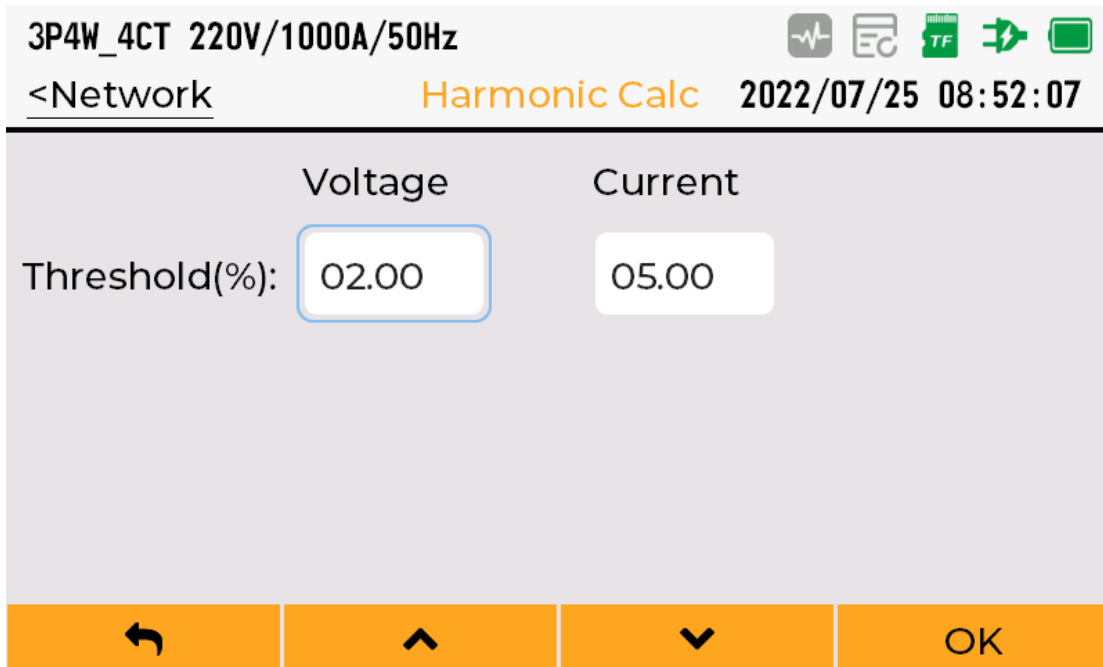 3P4W_4CT 220V/1000A/50Hz TF
<Network Harmonic Calc 2022/07/25 08:52:07
Voltage Current
Threshold(%): 02.00 05.00
OK